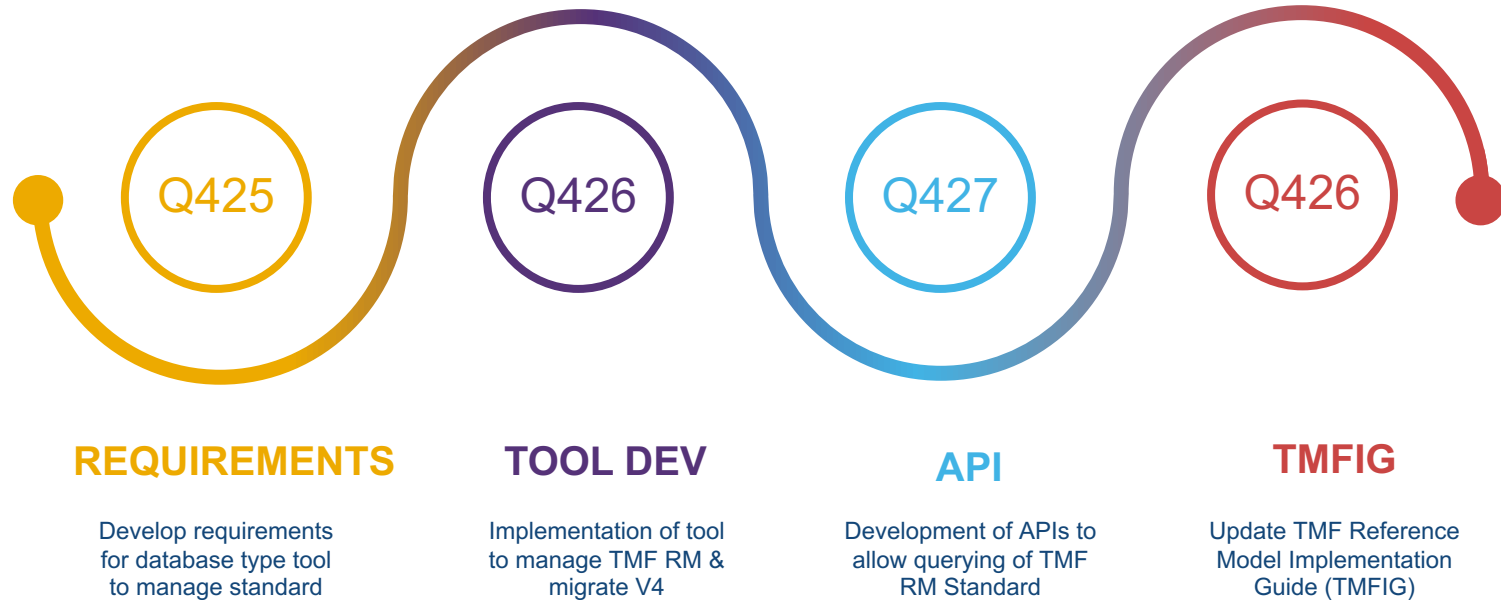 Q425
REQUIREMENTS
Develop requirements
for database type tool
to manage standard
Q426
TOOL DEV
Implementation of tool
to manage TMF RM &
migrate V4
Q427
API
Development of APIs to
allow querying of TMF
RM Standard
Q426
TMFIG
Update TMF Reference
Model Implementation
Guide (TMFIG)